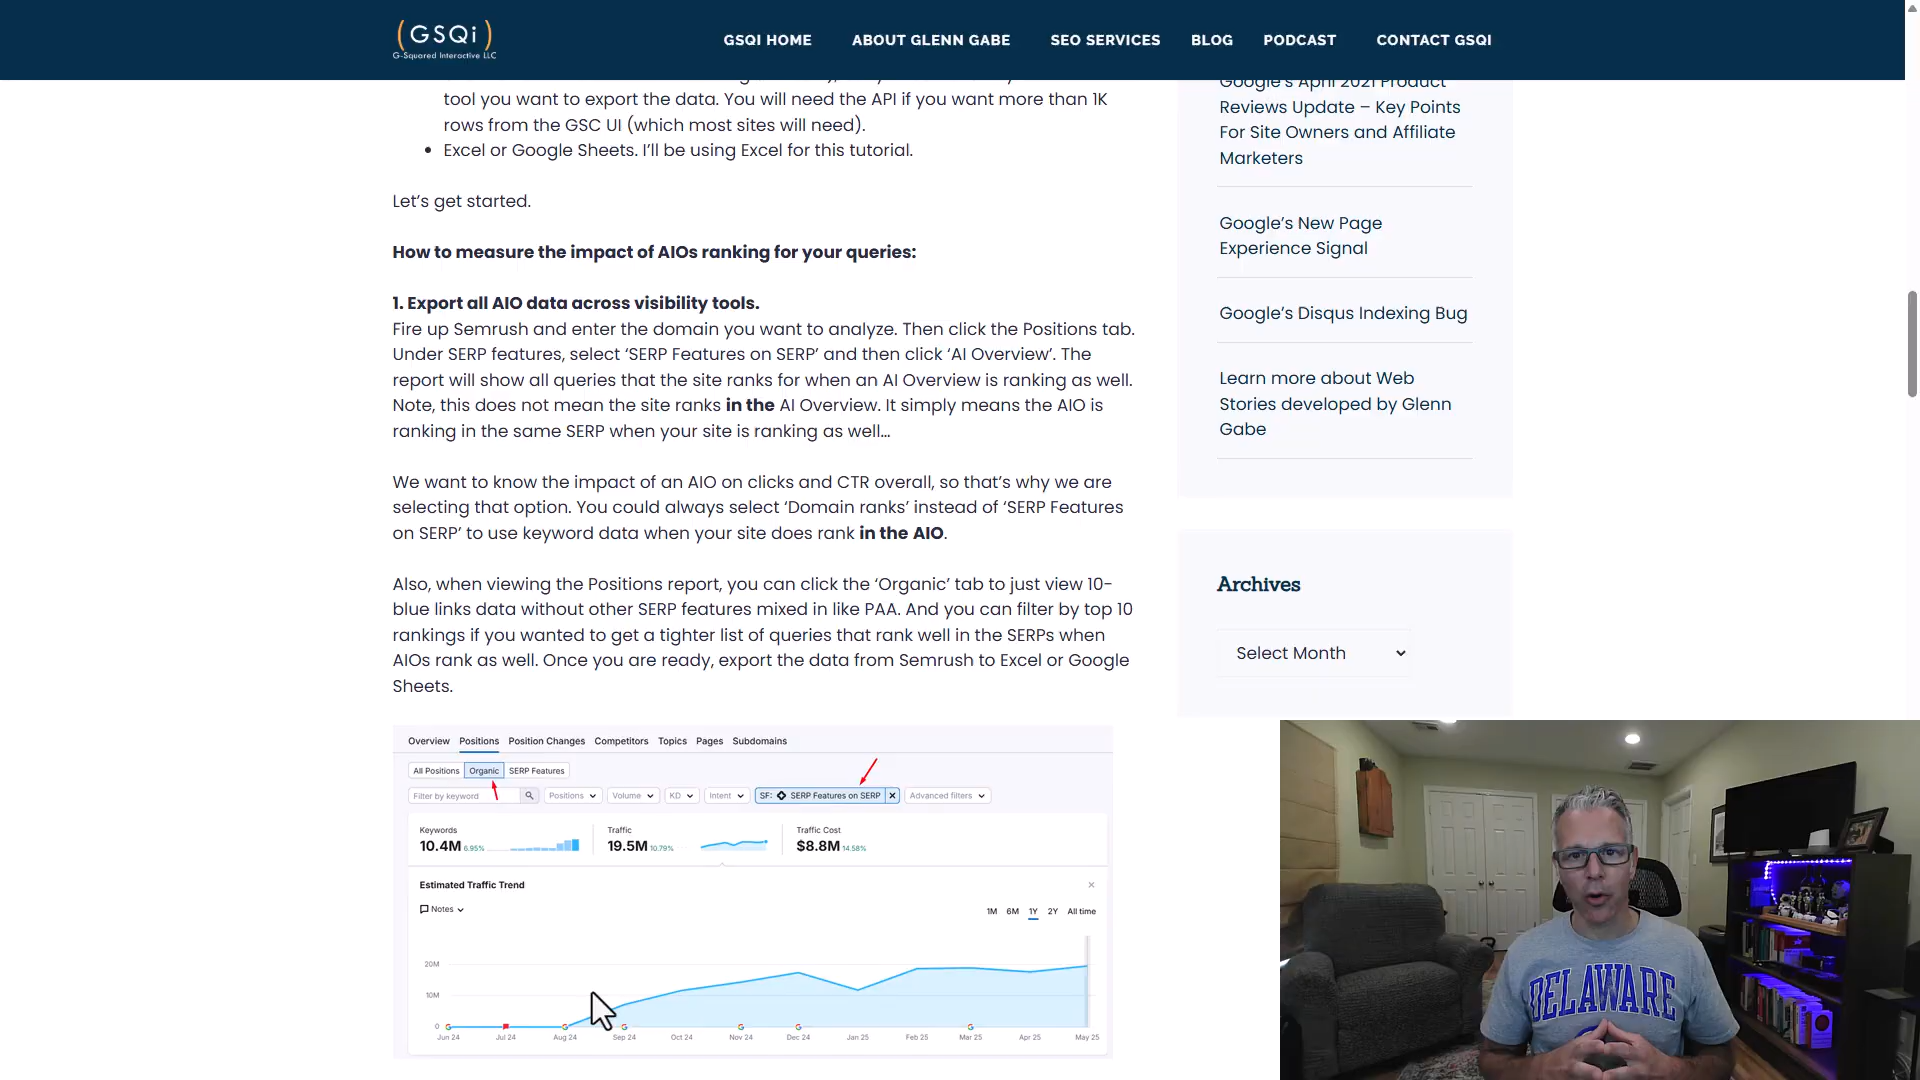 (GSQi)
G-Squared Interactive LLC
GSQI HOME
ABOUT GLENN GABE
SEO SERVICES
BLOG
PODCAST
CONTACT GSQI
tool you want to export the data. You will need the API if you want more than 1K
rows from the GSC UI (which most sites will need).
• Excel or Google Sheets. I’ll be using Excel for this tutorial.
Let’s get started.
How to measure the impact of AIOs ranking for your queries:
1. Export all AIO data across visibility tools.
Fire up Semrush and enter the domain you want to analyze. Then click the Positions tab.
Under SERP features, select ‘SERP Features on SERP’ and then click ‘AI Overview’. The
report will show all queries that the site ranks for when an AI Overview is ranking as well.
Note, this does not mean the site ranks in the AI Overview. It simply means the AIO is
ranking in the same SERP when your site is ranking as well…
We want to know the impact of an AIO on clicks and CTR overall, so that’s why we are
selecting that option. You could always select ‘Domain ranks’ instead of ‘SERP Features
on SERP’ to use keyword data when your site does rank in the AIO.
Also, when viewing the Positions report, you can click the ‘Organic’ tab to just view 10-
blue links data without other SERP features mixed in like PAA. And you can filter by top 10
rankings if you wanted to get a tighter list of queries that rank well in the SERPs when
AIOs rank as well. Once you are ready, export the data from Semrush to Excel or Google
Sheets.
Overview Positions Position Changes Competitors Topics Pages Subdomains
All Positions Organic SERP Features
Filter by keyword Positions Volume KD Intent SF: SERP Features on SERP × Advanced filters
Keywords
10.4M 6.95%
Traffic
19.5M 10.79%
Traffic Cost
$8.8M 14.58%
Estimated Traffic Trend
Notes
1M 6M 1Y 2Y All time
20M
10M
0
Jun 24 Jul 24 Aug 24 Sep 24 Oct 24 Nov 24 Dec 24 Jan 25 Feb 25 Mar 25 Apr 25 May 25
Google’s April 2021 Product
Reviews Update – Key Points
For Site Owners and Affiliate
Marketers
Google’s New Page
Experience Signal
Google’s Disqus Indexing Bug
Learn more about Web
Stories developed by Glenn
Gabe
Archives
Select Month
DELAWARE